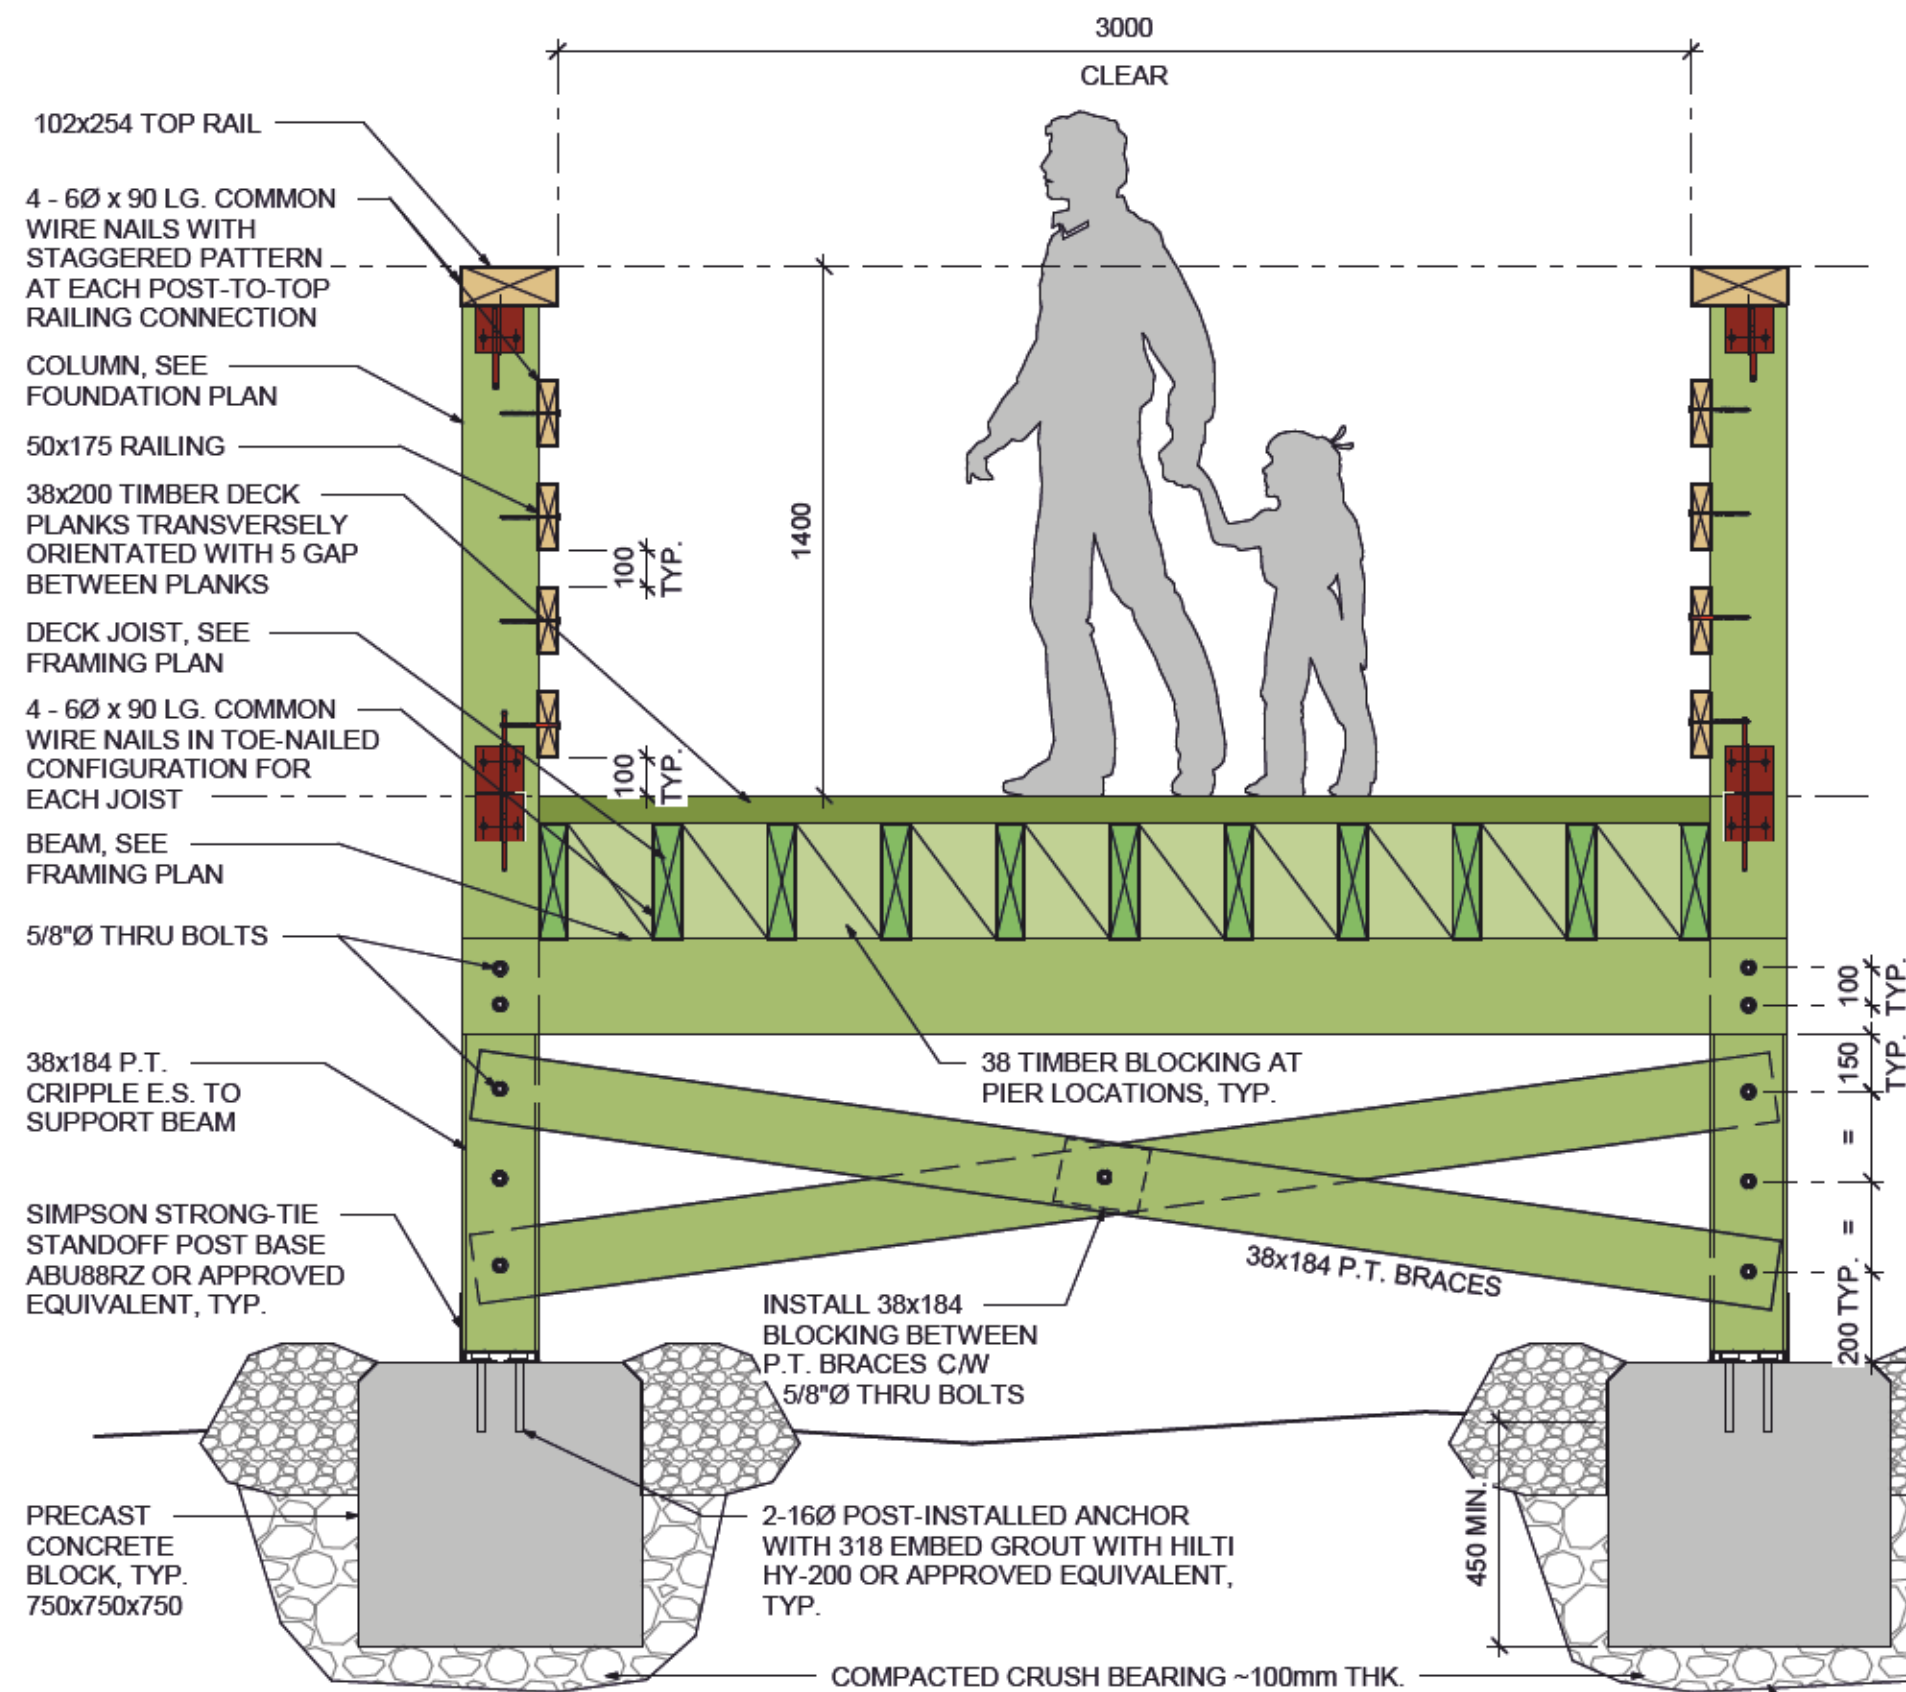 3000
CLEAR
102x254 TOP RAIL
4 - 6Ø x 90 LG. COMMON
WIRE NAILS WITH
STAGGERED PATTERN
AT EACH POST-TO-TOP
RAILING CONNECTION
COLUMN, SEE
FOUNDATION PLAN
50x175 RAILING
38x200 TIMBER DECK
PLANKS TRANSVERSELY
ORIENTATED WITH 5 GAP
BETWEEN PLANKS
DECK JOIST, SEE
FRAMING PLAN
4 - 6Ø x 90 LG. COMMON
WIRE NAILS IN TOE-NAILED
CONFIGURATION FOR
EACH JOIST
BEAM, SEE
FRAMING PLAN
5/8"Ø THRU BOLTS
38x184 P.T.
CRIPPLE E.S. TO
SUPPORT BEAM
SIMPSON STRONG-TIE
STANDOFF POST BASE
ABU88RZ OR APPROVED
EQUIVALENT, TYP.
PRECAST
CONCRETE
BLOCK, TYP.
750x750x750
100
TYP.
100
TYP.
1400
38 TIMBER BLOCKING AT
PIER LOCATIONS, TYP.
38x184 P.T. BRACES
INSTALL 38x184
BLOCKING BETWEEN
P.T. BRACES C/W
5/8"Ø THRU BOLTS
2-16Ø POST-INSTALLED ANCHOR
WITH 318 EMBED GROUT WITH HILTI
HY-200 OR APPROVED EQUIVALENT,
TYP.
COMPACTED CRUSH BEARING ~100mm THK.
100
TYP.
150
TYP.
=
=
200 TYP.
450 MIN.